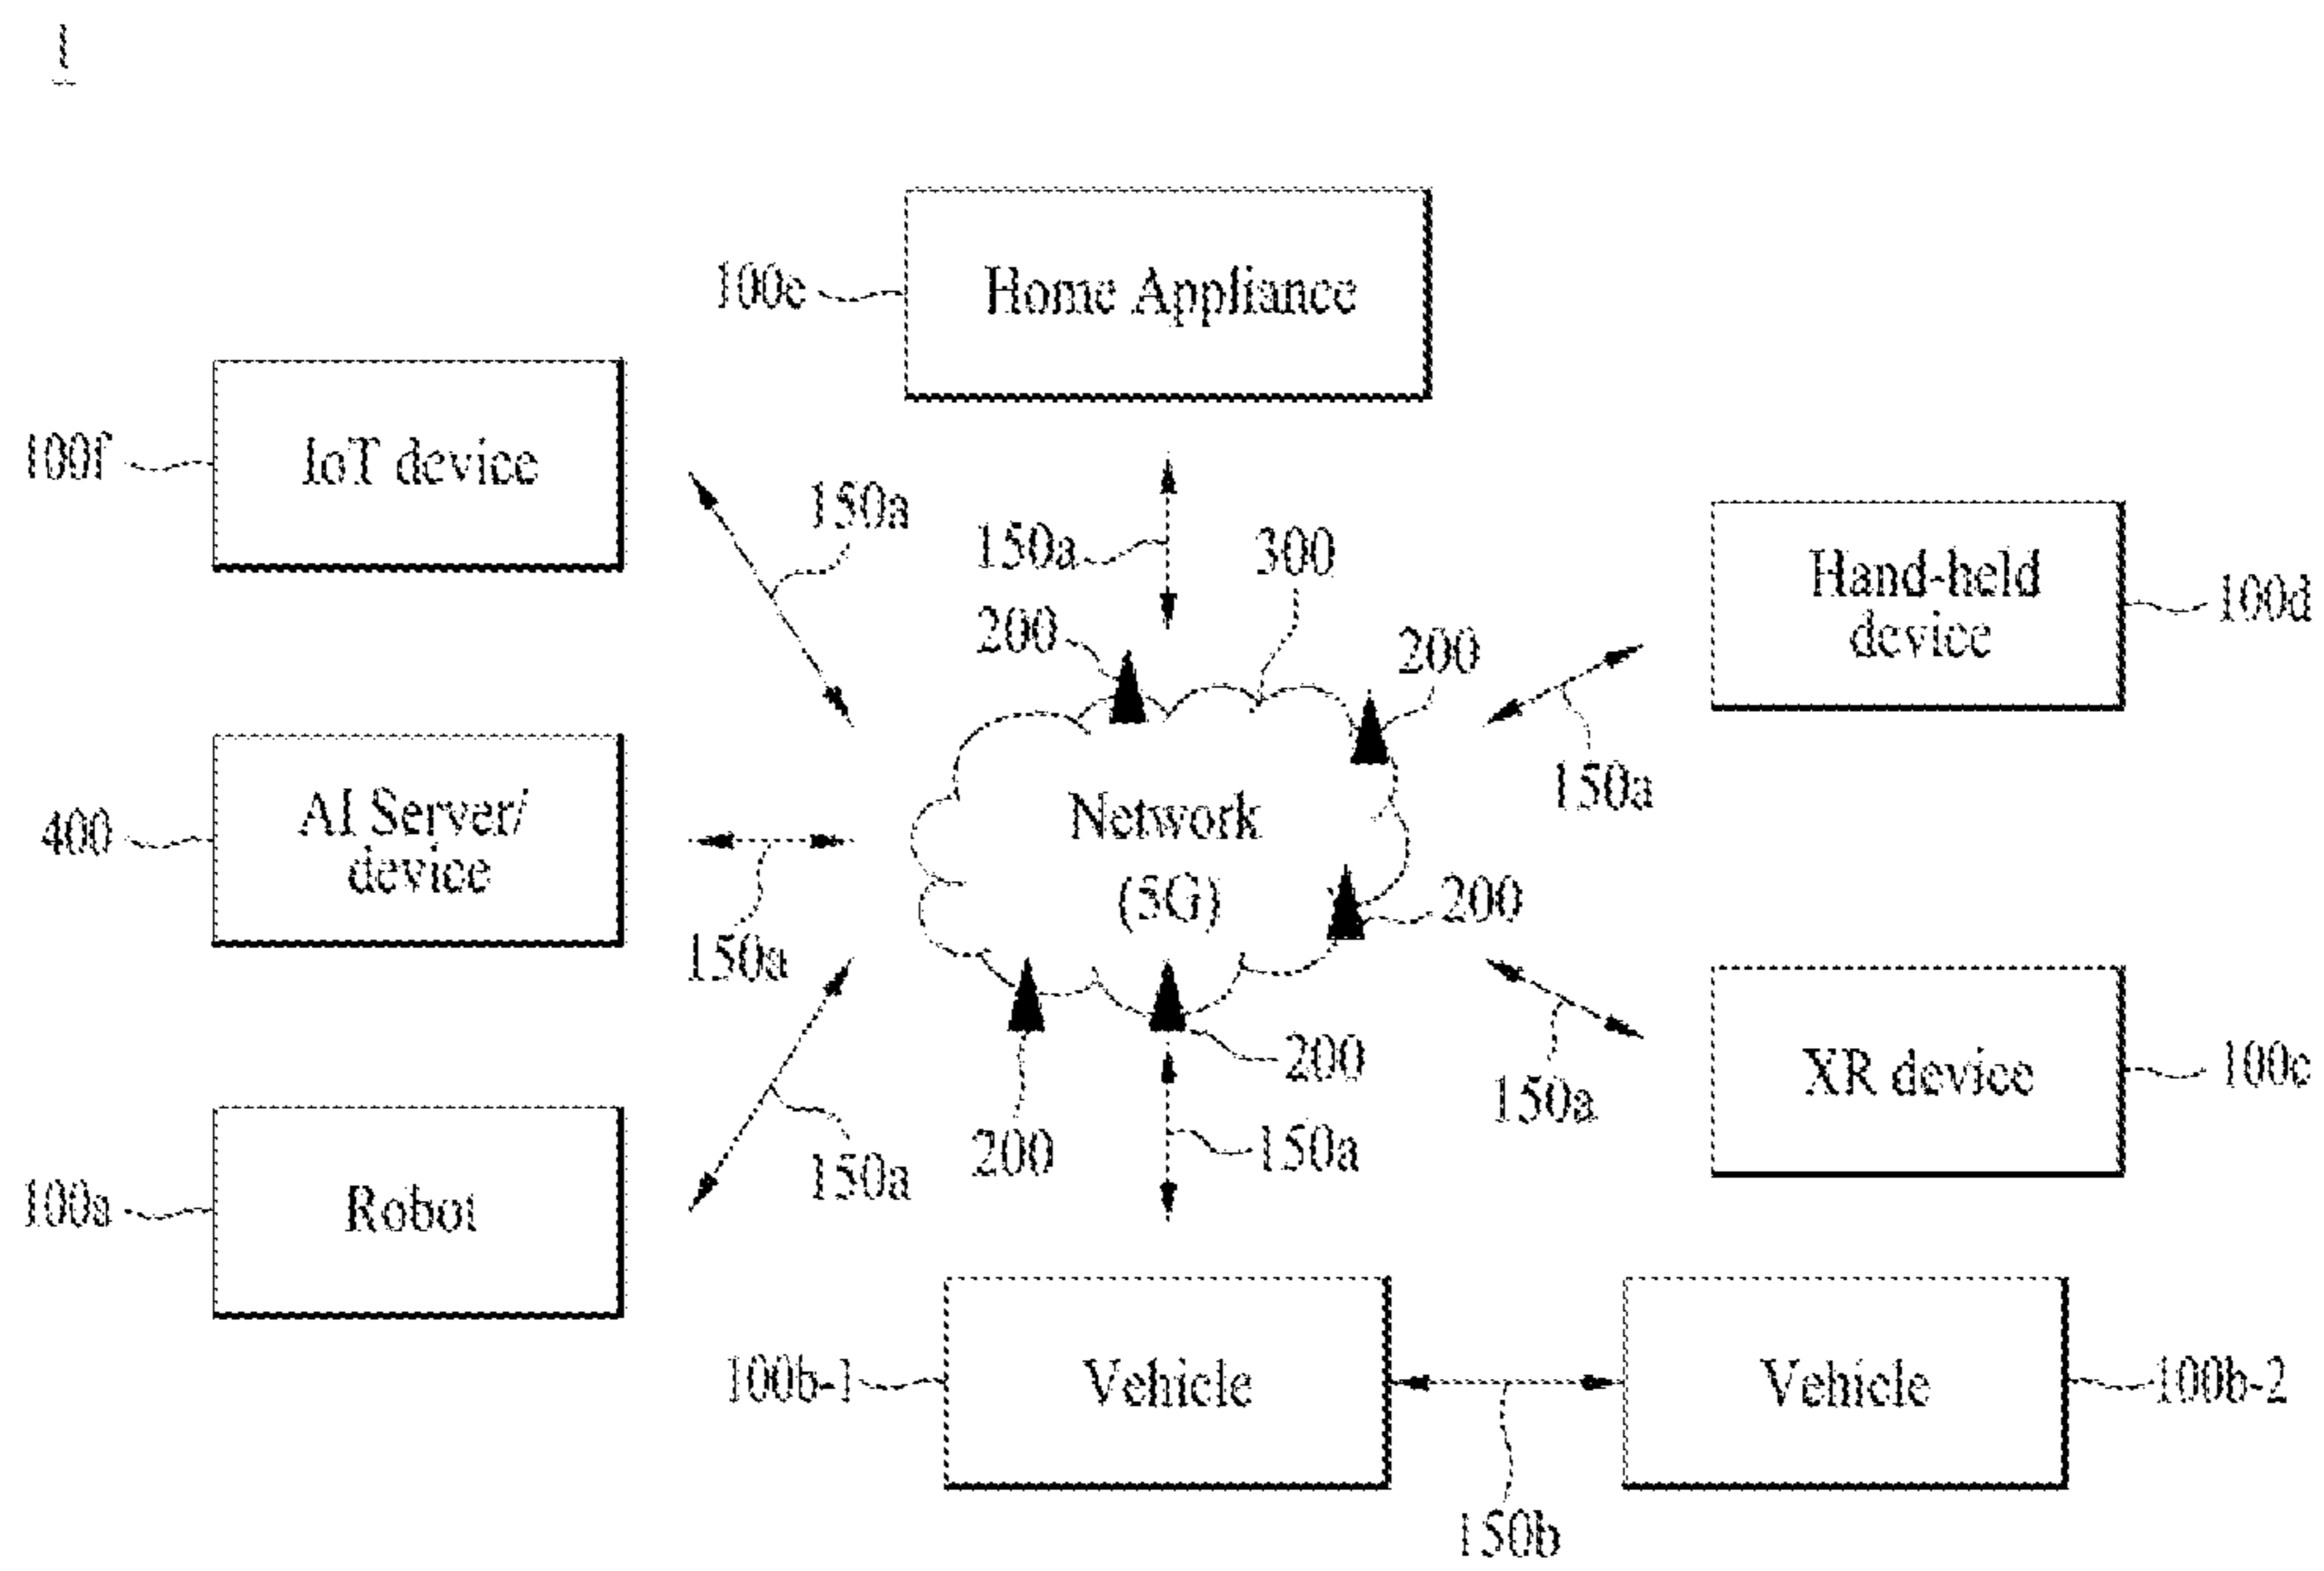 1
100e
Home Appliance
100f
IoT device
150a
150a
300
Hand-held
device
100d
200
200
150a
400
AI Server/
device
Network
(5G)
200
150a
200
150a
XR device
100c
100a
Robot
150a
200
150a
100b-1
Vehicle
Vehicle
100b-2
150b